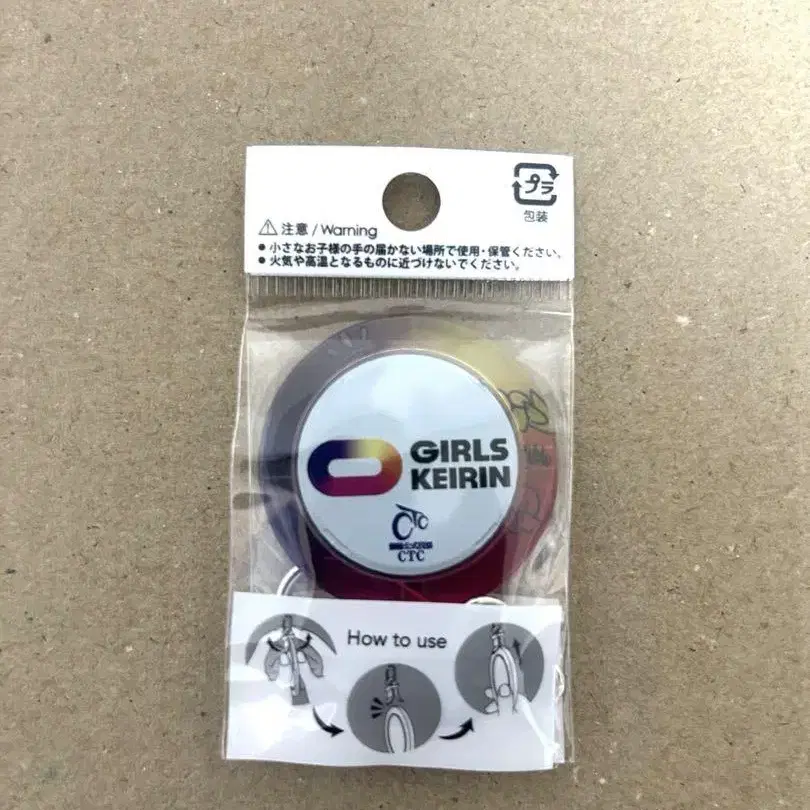 プラ
包装
注意 / Warning
● 小さなお子様の手の届かない場所で使用・保管ください。
● 火気や高温となるものに近づけないでください。
GIRLS
KEIRIN
CTC
CTC
How to use